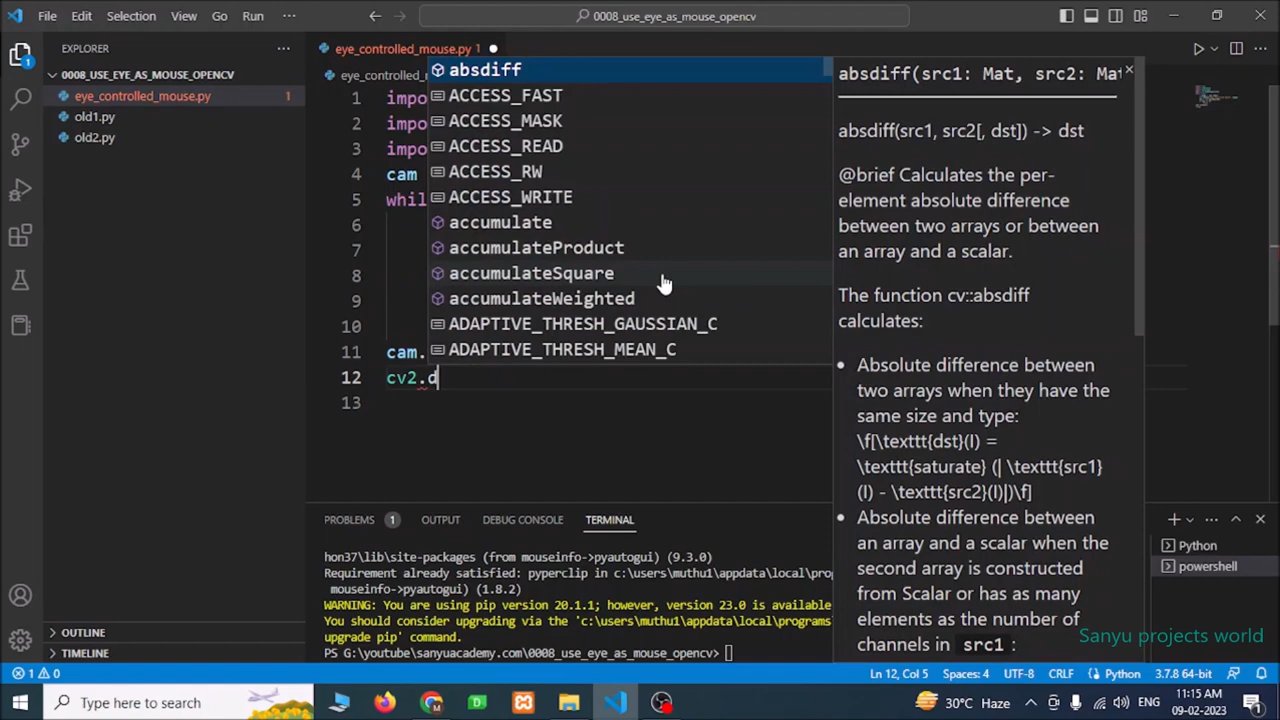 File Edit Selection View Go Run ··· 0008_use_eye_as_mouse_opencv
EXPLORER ···
0008_USE_EYE_AS_MOUSE_OPENCV
eye_controlled_mouse.py 1
old1.py
old2.py
OUTLINE
TIMELINE
1
eye_controlled_mouse.py 1
eye_controlled_
1 impo
2 impo
3 impo
4 cam
5 whil
6
7
8
9
10
11 cam.
12 cv2.d
13
absdiff
ACCESS_FAST
ACCESS_MASK
ACCESS_READ
ACCESS_RW
ACCESS_WRITE
accumulate
accumulateProduct
accumulateSquare
accumulateWeighted
ADAPTIVE_THRESH_GAUSSIAN_C
ADAPTIVE_THRESH_MEAN_C
absdiff(src1: Mat, src2: Mat
absdiff(src1, src2[, dst]) -> dst
@brief Calculates the per-
element absolute difference
between two arrays or between
an array and a scalar.
The function cv::absdiff
calculates:
Absolute difference between
two arrays when they have the
same size and type:
\f[\texttt{dst}(I) =
\texttt{saturate} (| \texttt{src1}
(I) - \texttt{src2}(I)|)\f]
Absolute difference between
an array and a scalar when the
second array is constructed
from Scalar or has as many
elements as the number of
channels in src1 :
PROBLEMS 1 OUTPUT DEBUG CONSOLE TERMINAL
hon37\lib\site-packages (from mouseinfo->pyautogui) (9.3.0)
Requirement already satisfied: pyperclip in c:\users\muthu1\appdata\local\pro
mouseinfo->pyautogui) (1.8.2)
WARNING: You are using pip version 20.1.1; however, version 23.0 is available
You should consider upgrading via the 'c:\users\muthu1\appdata\local\programs
upgrade pip' command.
PS G:\youtube\sanyuacademy.com\0008_use_eye_as_mouse_opencv>
Python
powershell
Sanyu projects world
1 0 Ln 12, Col 5 Spaces: 4 UTF-8 CRLF Python 3.7.8 64-bit
Type here to search
30°C Haze
11:15 AM
09-02-2023
1